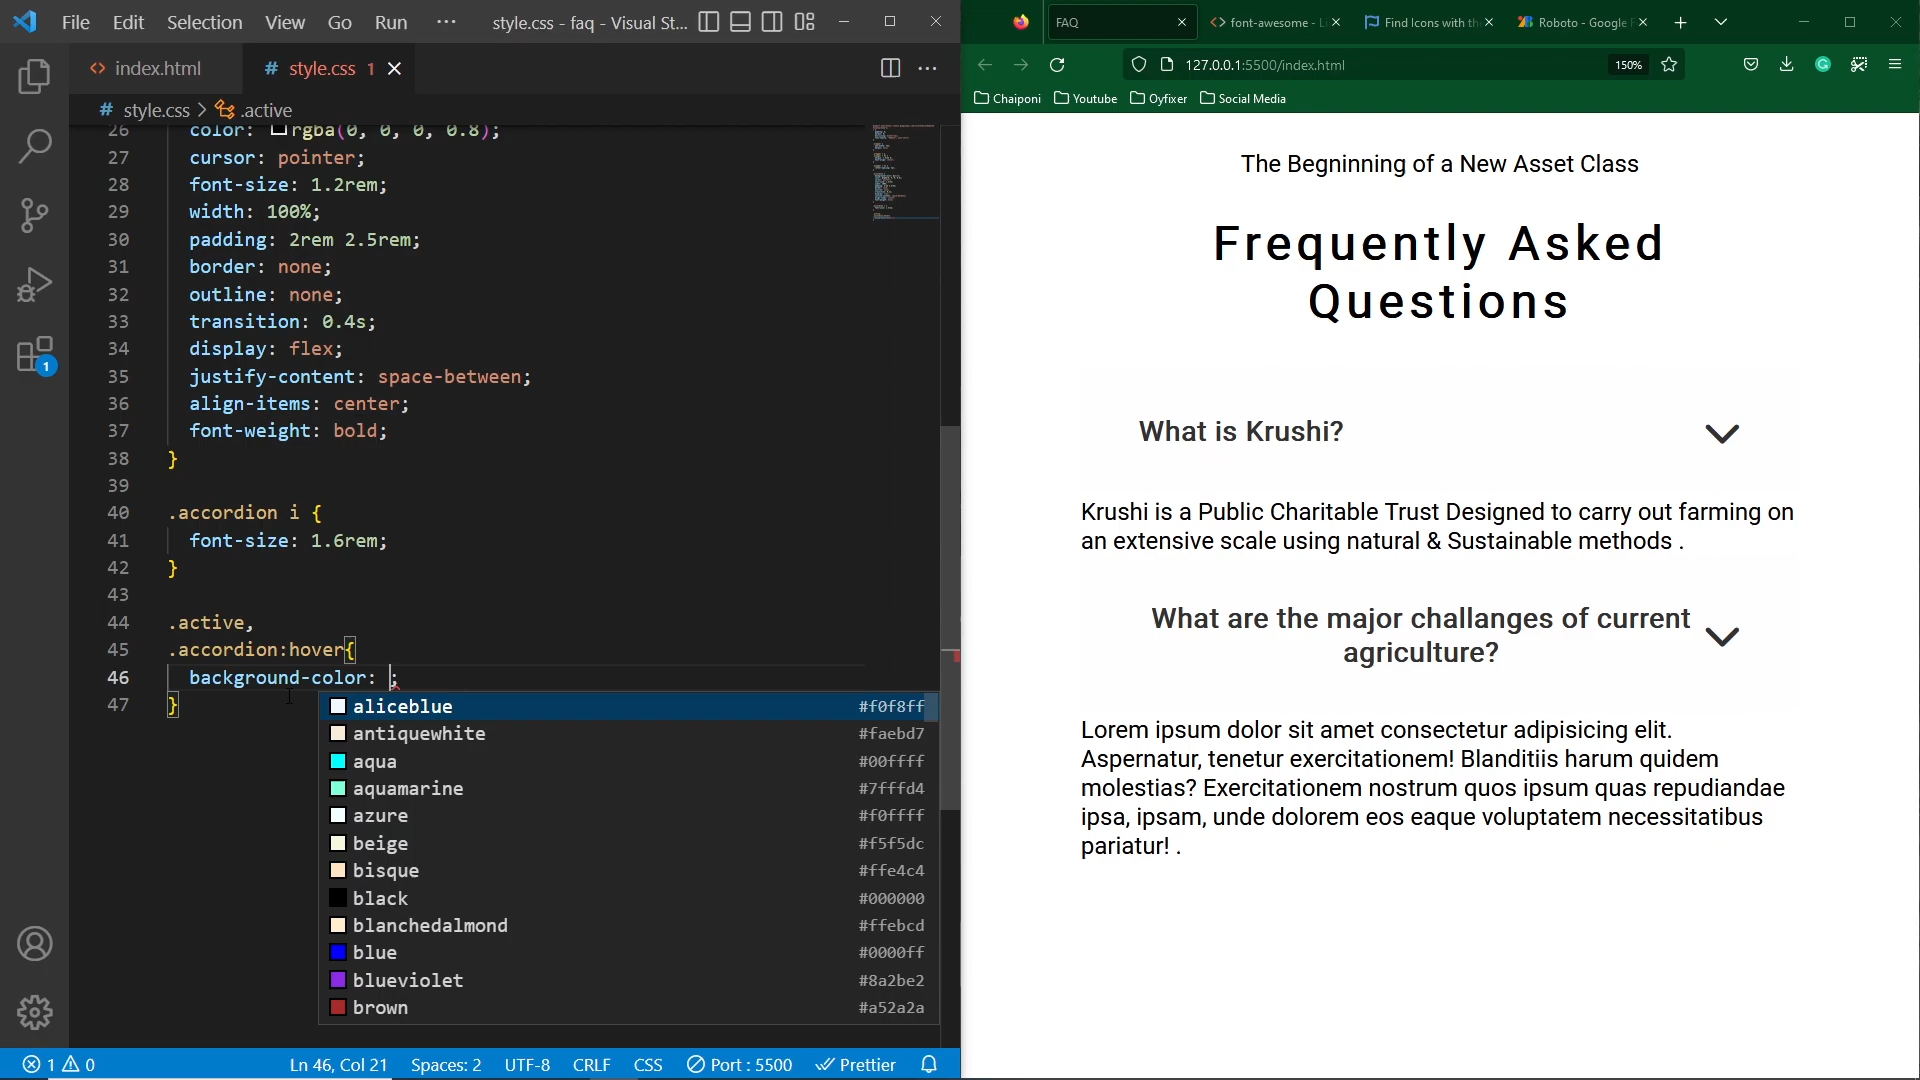 File Edit Selection View Go Run ··· style.css - faq - Visual St...
index.html # style.css 1
# style.css > .active
26 color: rgba(0, 0, 0, 0.8);
27 cursor: pointer;
28 font-size: 1.2rem;
29 width: 100%;
30 padding: 2rem 2.5rem;
31 border: none;
32 outline: none;
33 transition: 0.4s;
34 display: flex;
35 justify-content: space-between;
36 align-items: center;
37 font-weight: bold;
38 }
39
40 .accordion i {
41 font-size: 1.6rem;
42 }
43
44 .active,
45 .accordion:hover{
46 background-color: ;
47 }
aliceblue #f0f8ff
antiquewhite #faebd7
aqua #00ffff
aquamarine #7fffd4
azure #f0ffff
beige #f5f5dc
bisque #ffe4c4
black #000000
blanchedalmond #ffebcd
blue #0000ff
blueviolet #8a2be2
brown #a52a2a
1
1 0 Ln 46, Col 21 Spaces: 2 UTF-8 CRLF CSS Port : 5500 Prettier
FAQ font-awesome - Find Icons with Roboto - Google
127.0.0.1:5500/index.html 150%
Chaiponi Youtube Oyfixer Social Media
The Begninning of a New Asset Class
Frequently Asked
Questions
What is Krushi?
Krushi is a Public Charitable Trust Designed to carry out farming on
an extensive scale using natural & Sustainable methods .
What are the major challanges of current
agriculture?
Lorem ipsum dolor sit amet consectetur adipisicing elit.
Aspernatur, tenetur exercitationem! Blanditiis harum quidem
molestias? Exercitationem nostrum quos ipsum quas repudiandae
ipsa, ipsam, unde dolorem eos eaque voluptatem necessitatibus
pariatur! .